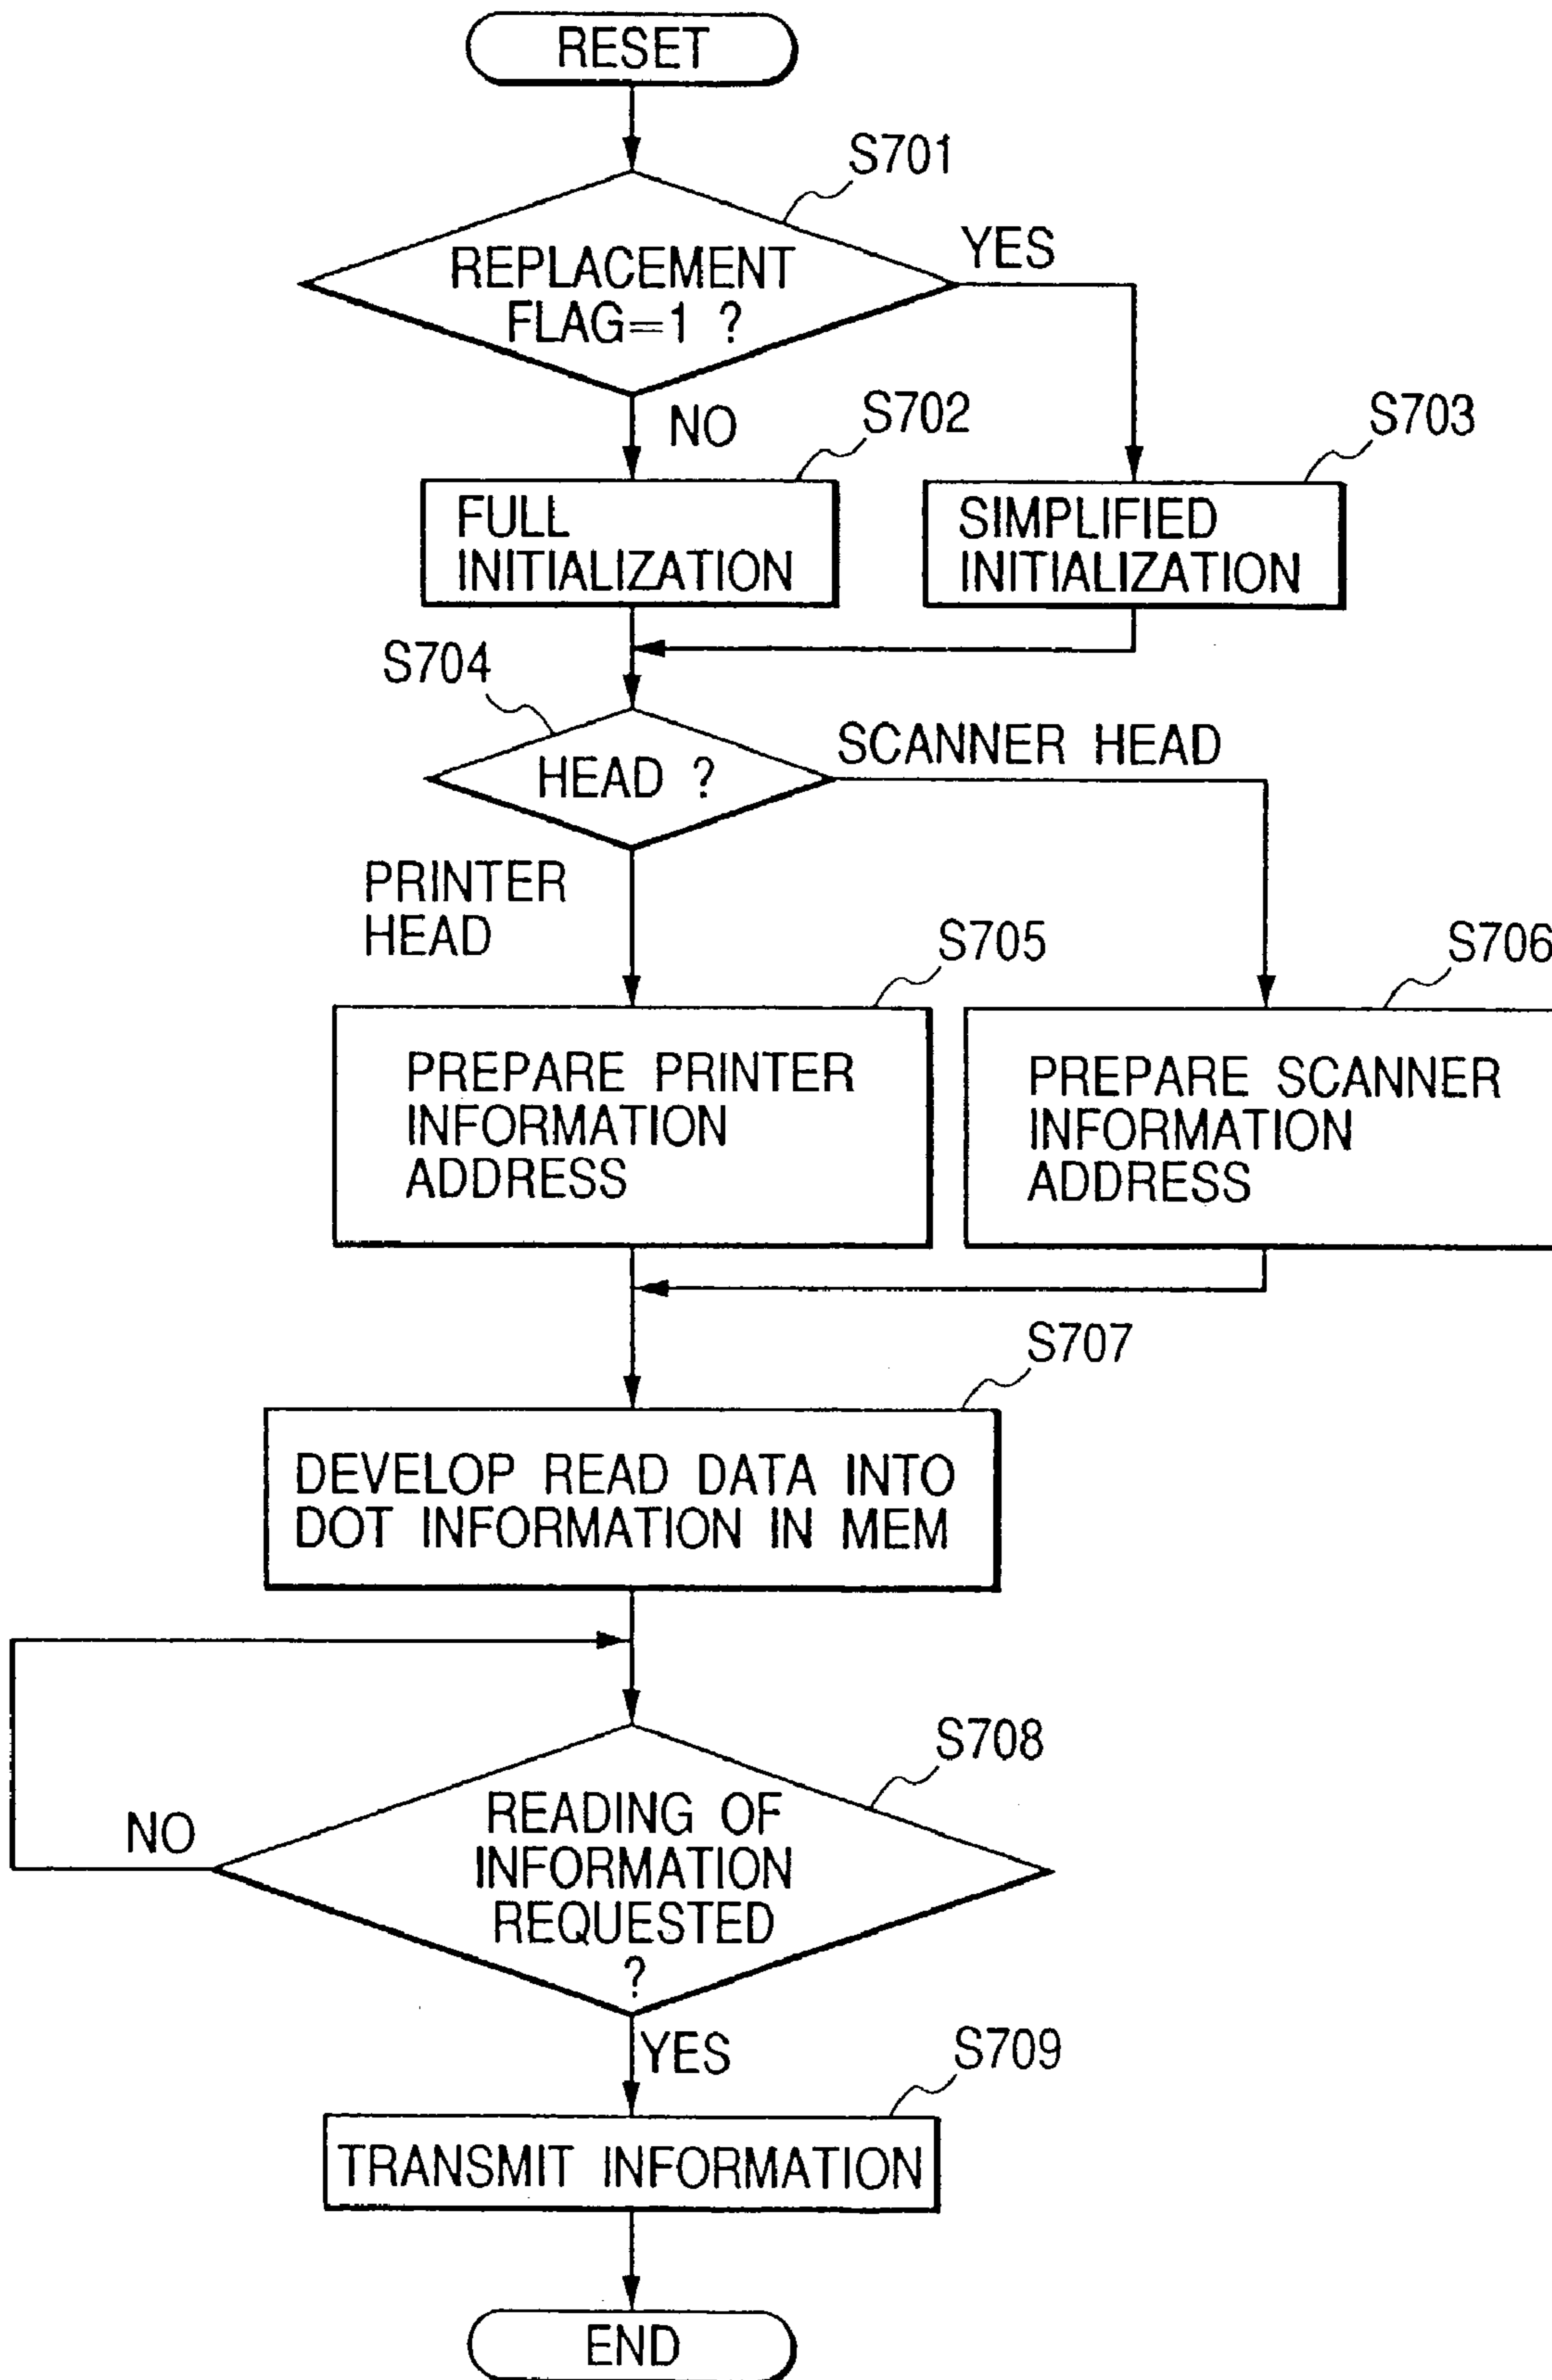 RESET
S701
REPLACEMENT
FLAG=1 ?
YES
NO
S702
S703
FULL
INITIALIZATION
SIMPLIFIED
INITIALIZATION
S704
HEAD ?
SCANNER HEAD
PRINTER
HEAD
S705
S706
PREPARE PRINTER
INFORMATION
ADDRESS
PREPARE SCANNER
INFORMATION
ADDRESS
S707
DEVELOP READ DATA INTO
DOT INFORMATION IN MEM
S708
NO
READING OF
INFORMATION
REQUESTED
?
YES
S709
TRANSMIT INFORMATION
END